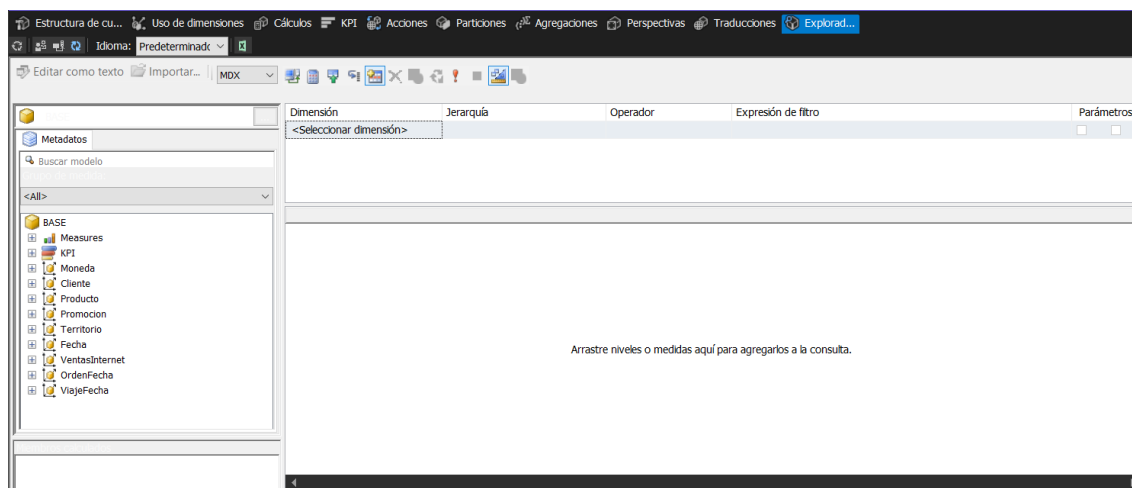 Estructura de cu... Uso de dimensiones Cálculos KPI Acciones Particiones Agregaciones Perspectivas Traducciones Explorad...
Idioma: Predeterminadc
Editar como texto Importar... MDX
Dimensión Jerarquía Operador Expresión de filtro Parámetros
<Seleccionar dimensión>
Metadatos
Buscar modelo
<All>
BASE
Measures
KPI
Moneda
Cliente
Producto
Promocion
Territorio
Fecha
VentasInternet
OrdenFecha
ViajeFecha
Arrastre niveles o medidas aquí para agregarlos a la consulta.